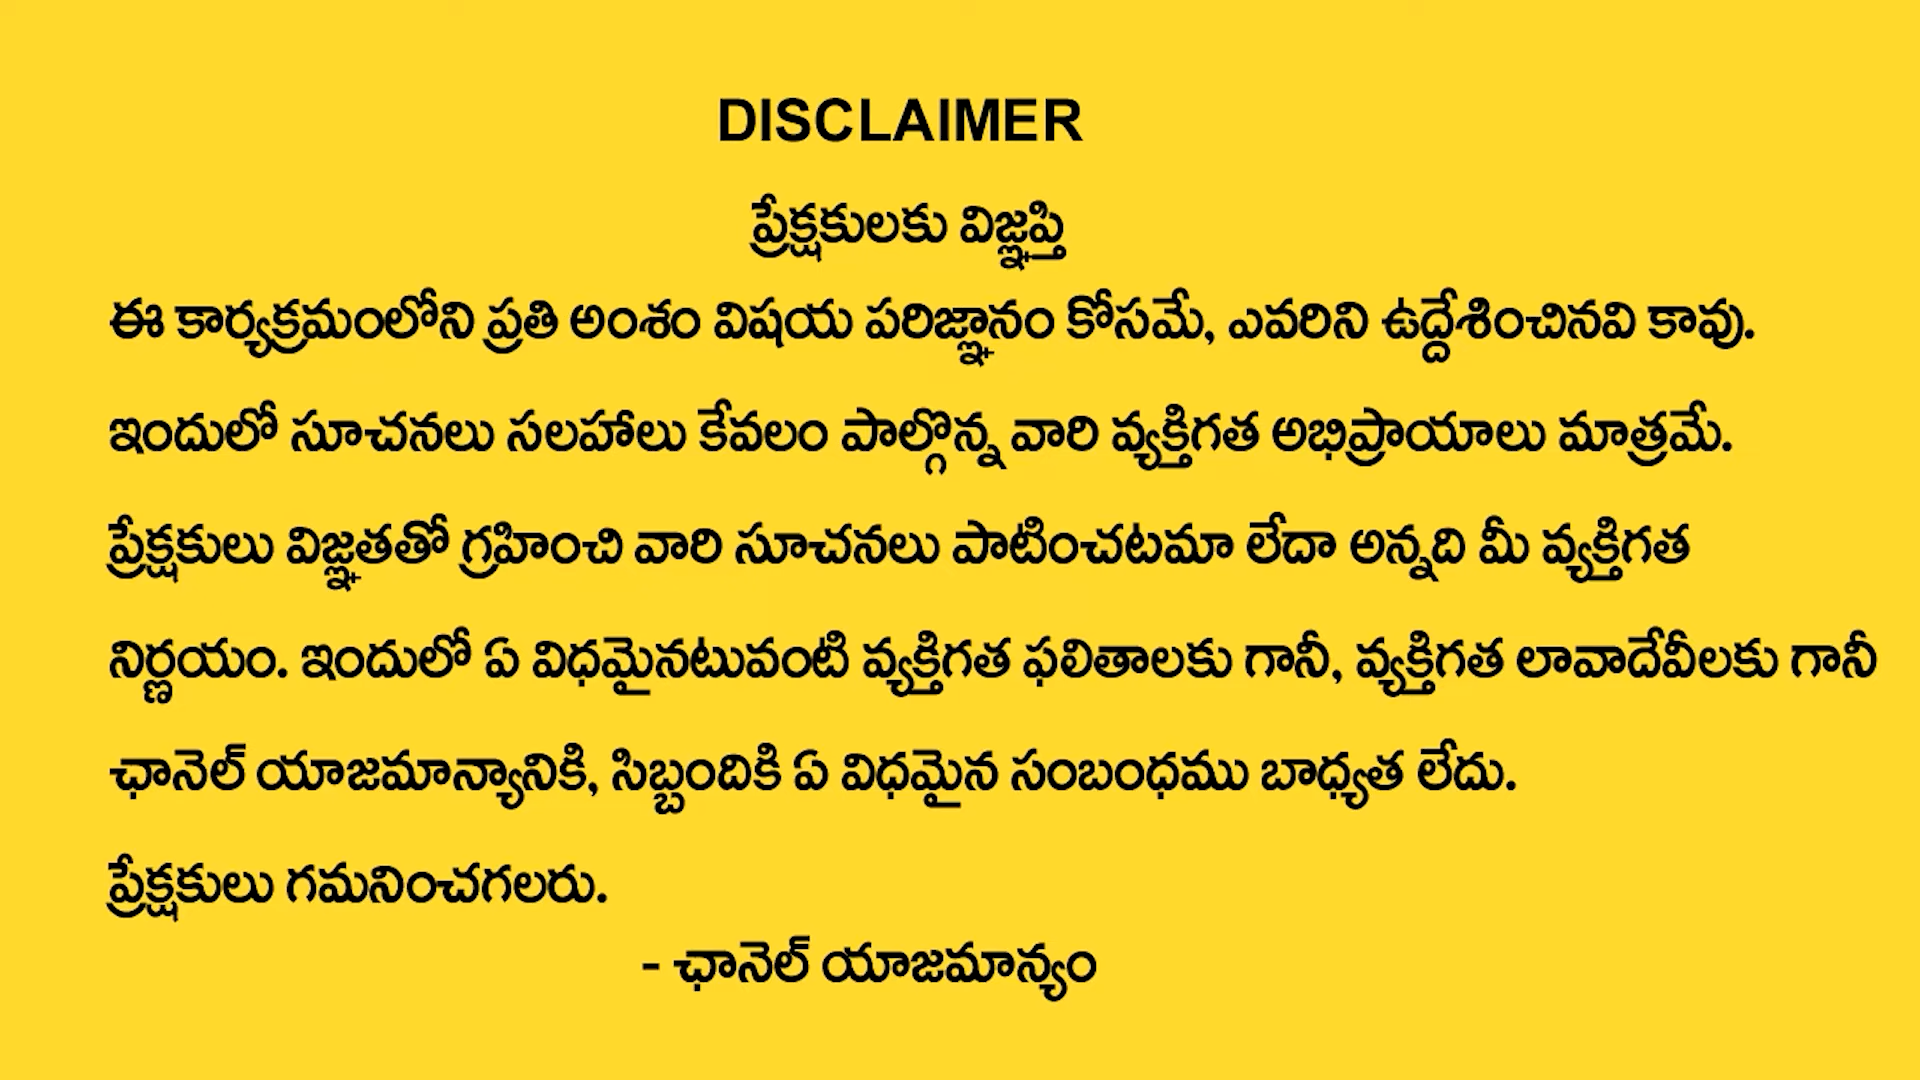 DISCLAIMER
ప్రేక్షకులకు విజ్ఞప్తి
ఈ కార్యక్రమంలోని ప్రతి అంశం విషయ పరిజ్ఞానం కోసమే, ఎవరిని ఉద్దేశించినవి కావు.
ఇందులో సూచనలు సలహాలు కేవలం పాల్గొన్న వారి వ్యక్తిగత అభిప్రాయాలు మాత్రమే.
ప్రేక్షకులు విజ్ఞతతో గ్రహించి వారి సూచనలు పాటించటమా లేదా అన్నది మీ వ్యక్తిగత
నిర్ణయం. ఇందులో ఏ విధమైనటువంటి వ్యక్తిగత ఫలితాలకు గానీ, వ్యక్తిగత లావాదేవీలకు గానీ
ఛానెల్ యాజమాన్యానికి, సిబ్బందికి ఏ విధమైన సంబంధము బాధ్యత లేదు.
ప్రేక్షకులు గమనించగలరు.
- ఛానెల్ యాజమాన్యం